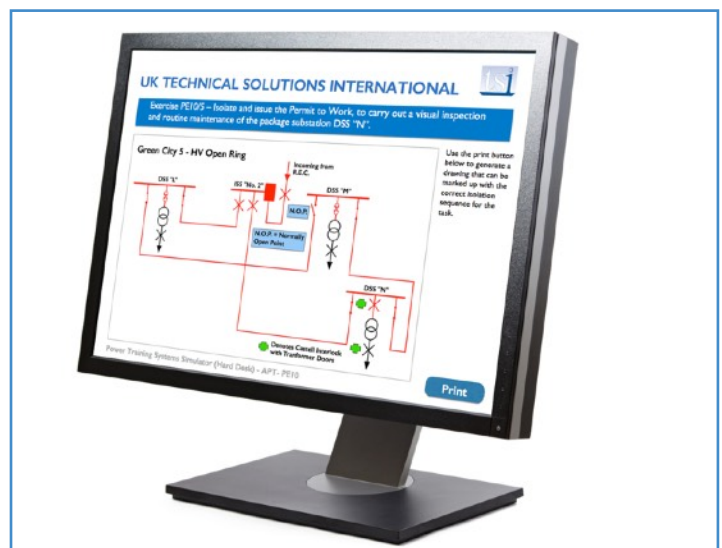 UK TECHNICAL SOLUTIONS INTERNATIONAL
tsi
Exercise PE10/5 – Isolate and issue the Permit to Work, to carry out a visual inspection
and routine maintenance of the package substation DSS "N".
Green City 5 - HV Open Ring
Incoming from
R.E.C.
DSS "L"
ISS "No. 2"
DSS "M"
N.O.P.
N.O.P. = Normally
Open Point
DSS "N"
Denotes Castell Interlock
with Tranformer Doors
Use the print button
below to generate a
drawing that can be
marked up with the
correct isolation
sequence for the
task.
Power Training Systems Simulator (Hard Desk) - APT- PE10
Print